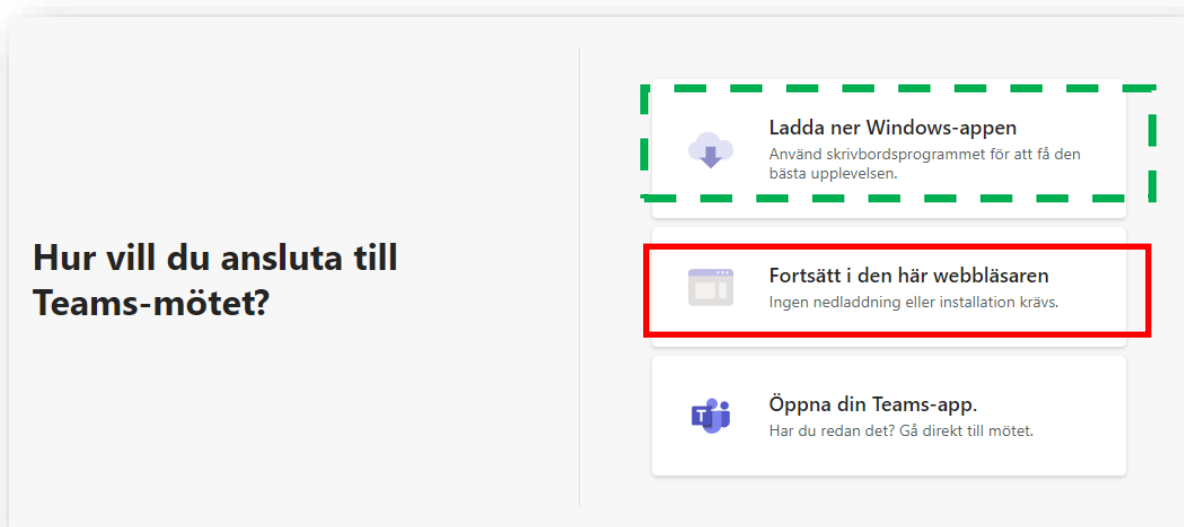 Hur vill du ansluta till
Teams-mötet?
Ladda ner Windows-appen
Använd skrivbordsprogrammet för att få den
bästa upplevelsen.
Fortsätt i den här webbläsaren
Ingen nedladdning eller installation krävs.
Öppna din Teams-app.
Har du redan det? Gå direkt till mötet.